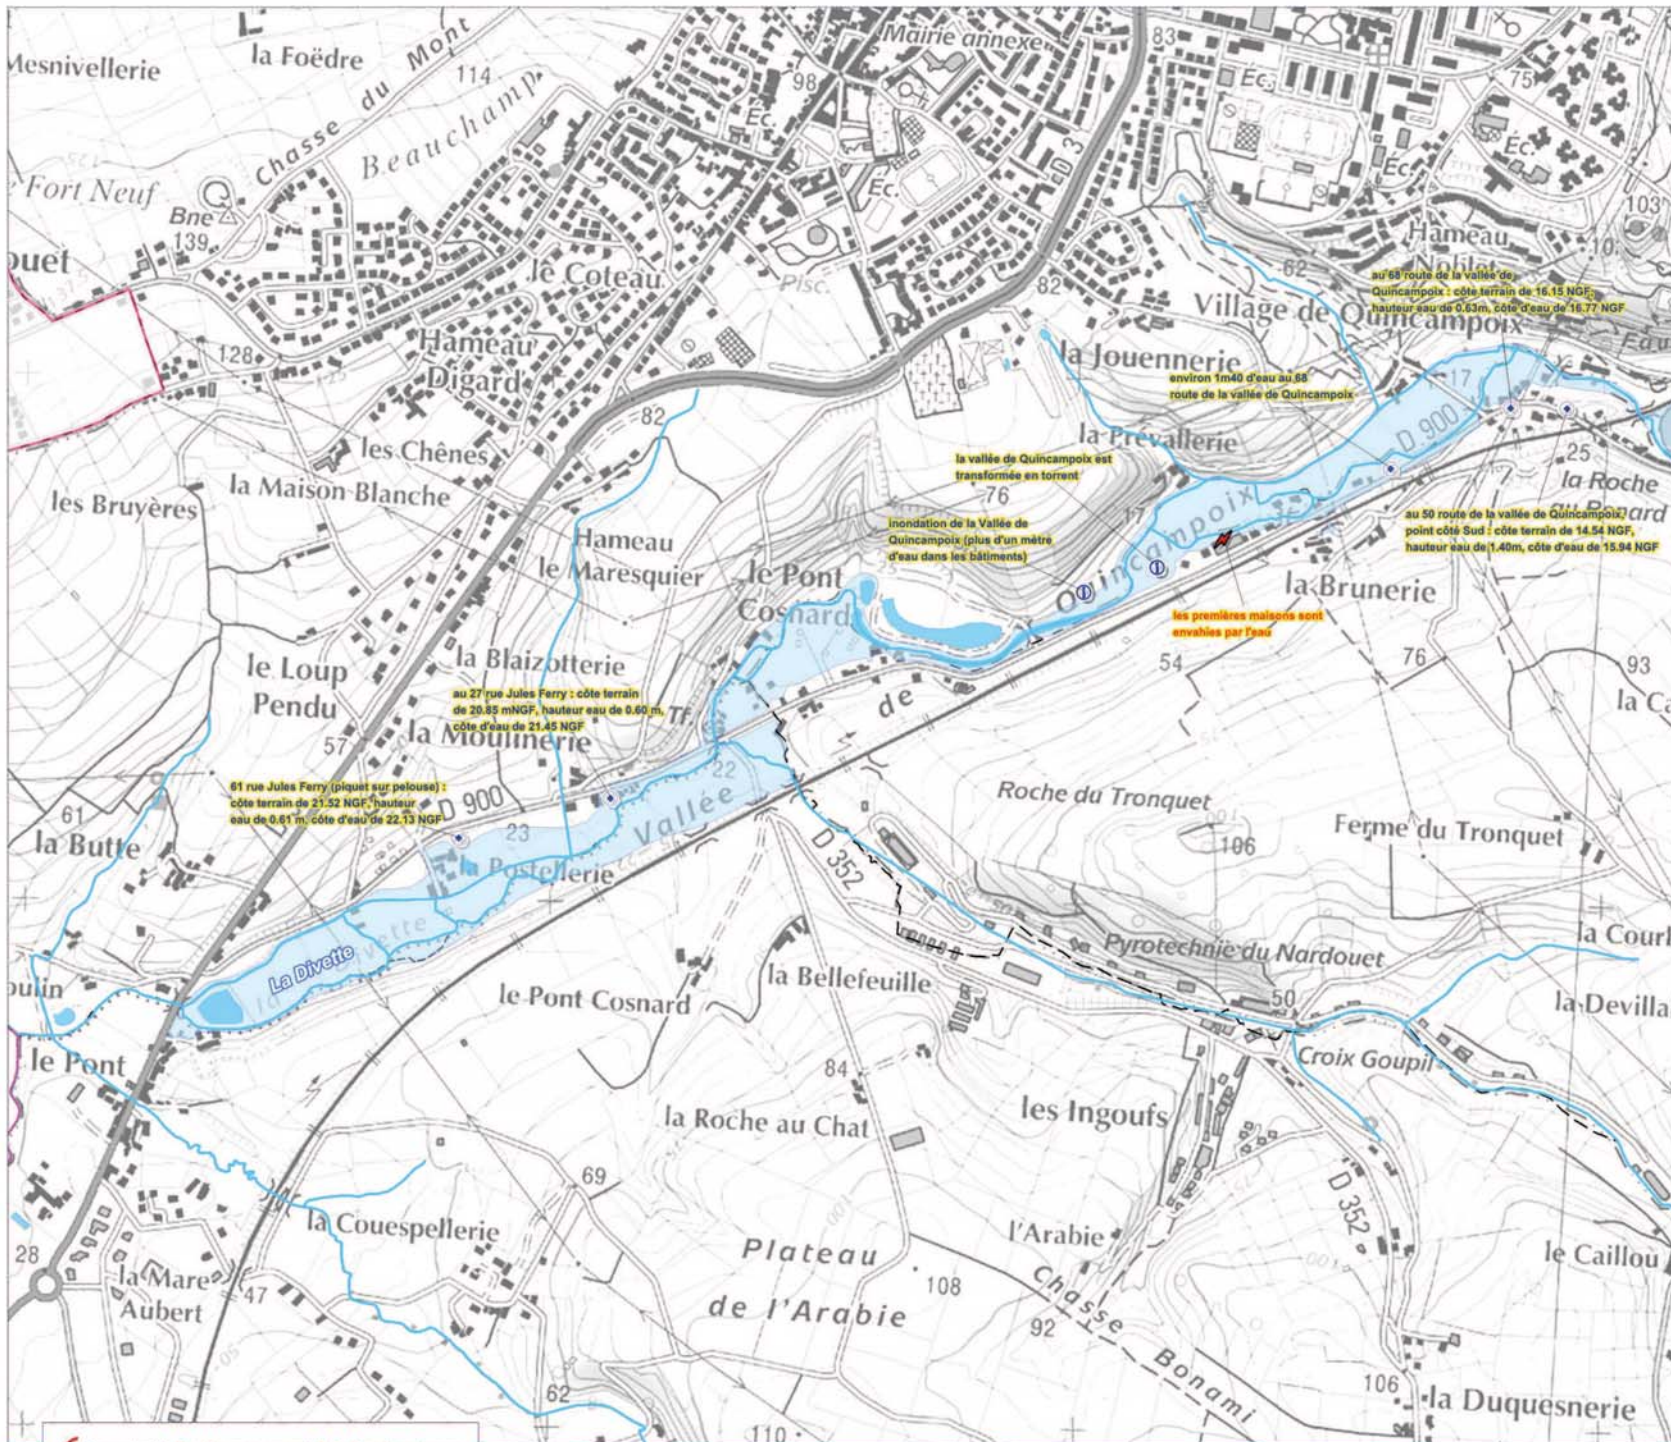 Mesnivellerie
la Foëdre
Chasse du Mont
114
Beauchamp
98
Mairie annexe
83
75
Éc.
Éc.
Éc.
Éc.
Éc.
D 3
Fort Neuf
Bne
139
103
ouet
le Coteau
Pisc.
82
62
Hameau
Noblet
au 68 route de la vallée de
Quincampoix : côte terrain de 16.15 NGF,
hauteur eau de 0.63m, côte d'eau de 16.77 NGF
Village de Quincampoix
128
Hameau
Digard
la Jouennerie
environ 1m40 d'eau au 68
route de la vallée de Quincampoix
17
82
D 900
les Chênes
la Prévallerie
la vallée de Quincampoix est
transformée en torrent
76
25
la Roche
les Bruyères
la Maison Blanche
17
au 50 route de la vallée de Quincampoix,
point côté Sud : côte terrain de 14.54 NGF,
hauteur eau de 1.40m, côte d'eau de 15.94 NGF
inondation de la Vallée de
Quincampoix (plus d'un mètre
d'eau dans les bâtiments)
Hameau
le Maresquier
le Pont
Cosnard
Quincampoix
la Brunerie
les premières maisons sont
envahies par l'eau
54
76
93
la Blaizotterie
le Loup
Pendu
au 27 rue Jules Ferry : côte terrain
de 20.85 mNGF, hauteur eau de 0.60 m,
côte d'eau de 21.45 NGF
Tf.
de
57
la Moulinerie
22
61 rue Jules Ferry (piquet sur pelouse) :
côte terrain de 21.52 NGF, hauteur
eau de 0.61 m, côte d'eau de 22.13 NGF
D 900
23
Vallée
Roche du Tronquet
106
Ferme du Tronquet
61
la Butte
la Postellerie
D 352
La Divette
Pyrotechnie du Nardouet
oulin
le Pont Cosnard
la Bellefeuille
50
la Devilla
le Pont
84
Croix Goupil
la Roche au Chat
les Ingoufs
69
D 352
la Couespellerie
l'Arabie
28
Plateau
de l'Arabie
le Caillou
la Mare
Aubert
47
108
Chasse Bonami
92
62
106
la Duquesnerie
110